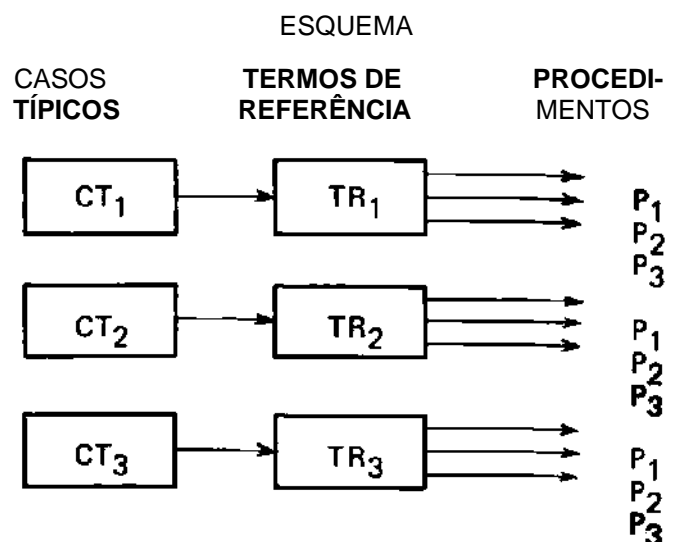 ESQUEMA
CASOS TERMOS DE PROCEDI-
TÍPICOS REFERÊNCIA MENTOS
CT₁ TR₁ P₁
P₂
P₃
CT₂ TR₂ P₁
P₂
P₃
CT₃ TR₃ P₁
P₂
P₃